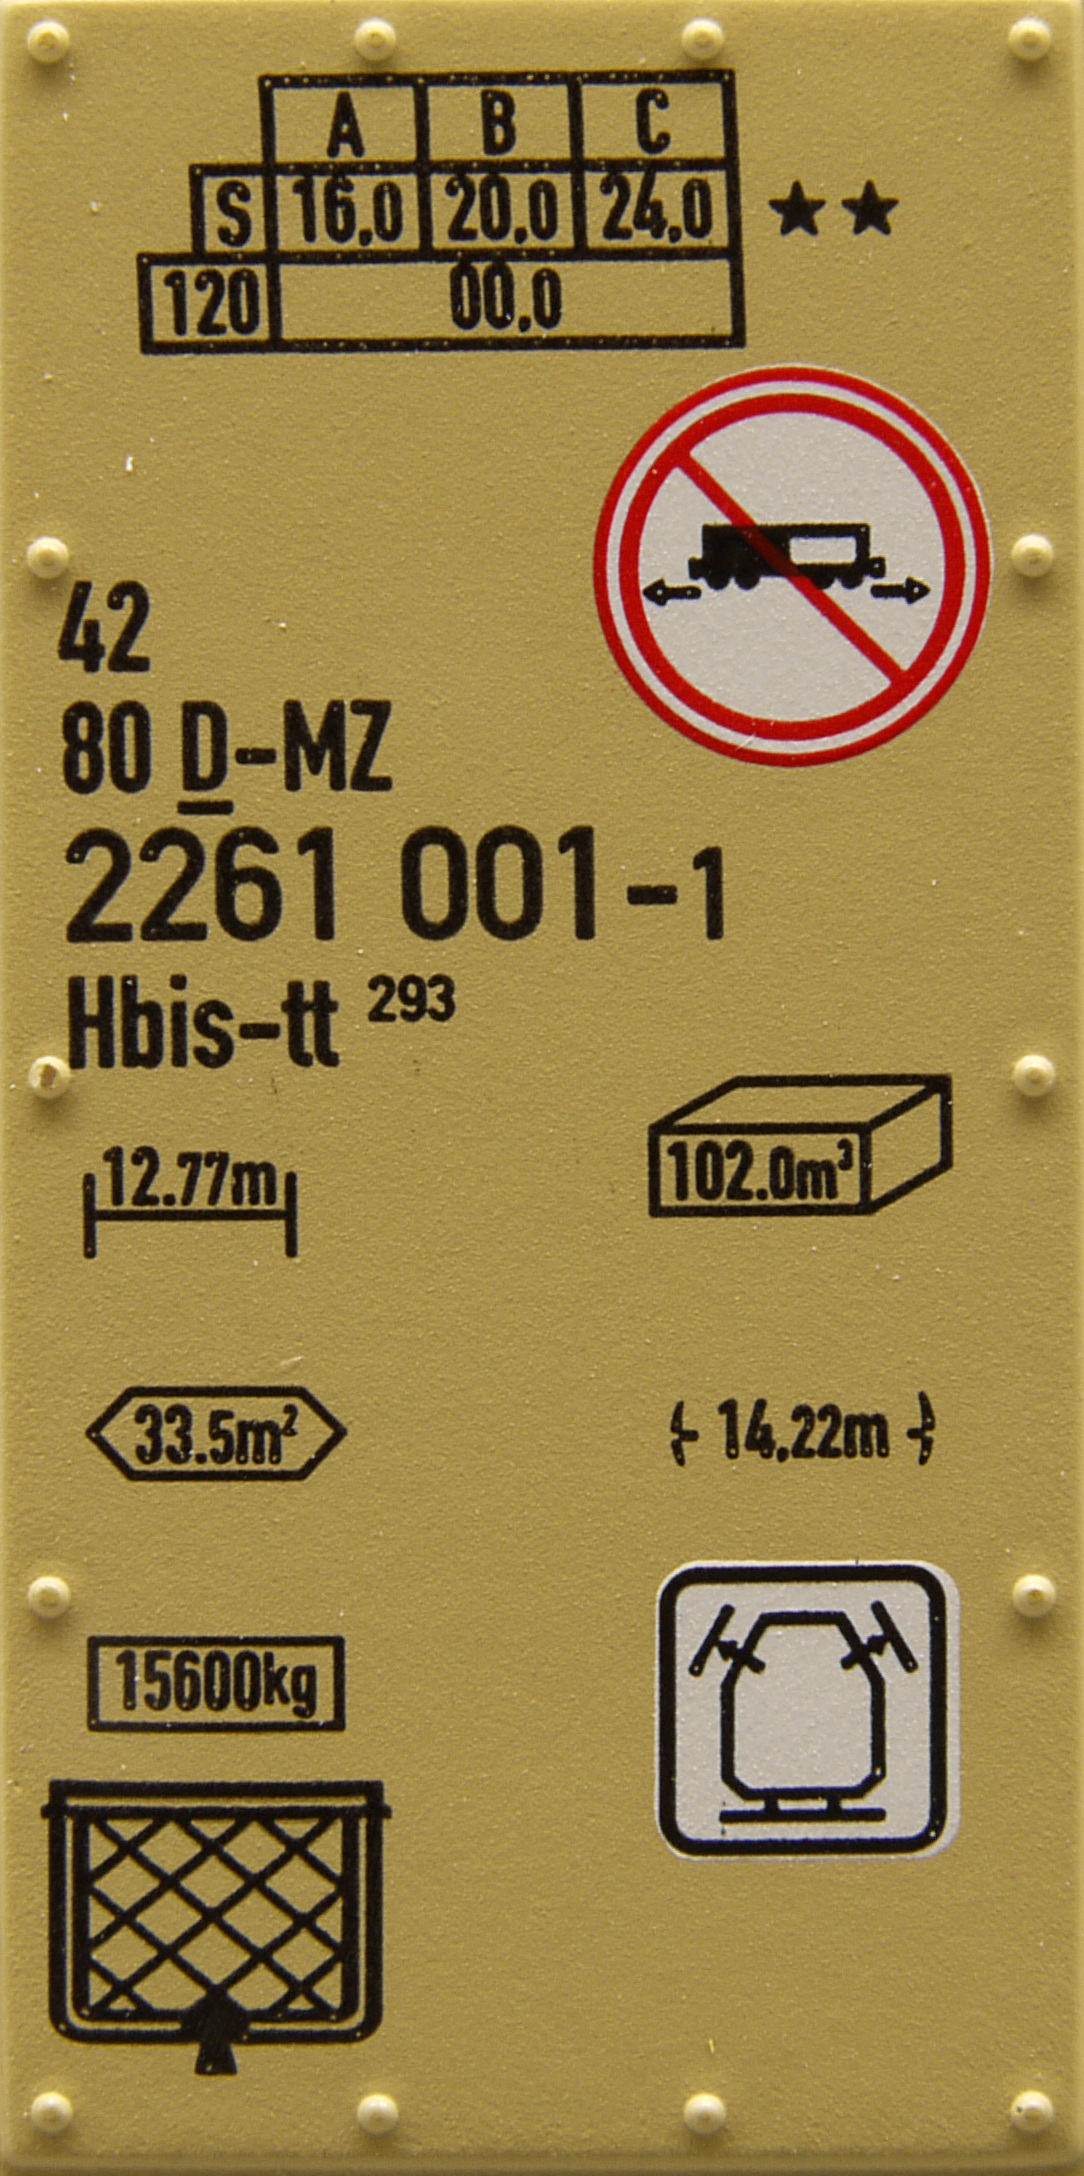 A B C
S 16,0 20,0 24,0 ★★
120 00,0
42
80 D-MZ
2261 001-1
Hbis-tt 293
12.77m
102.0m³
33.5m²
14,22m
15600kg